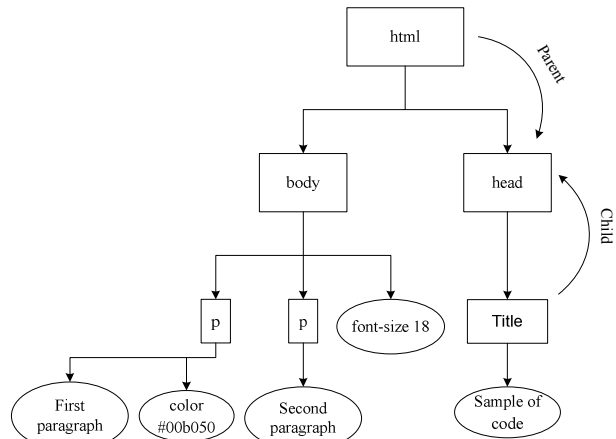 html
Parent
body
head
Child
p
p
font-size 18
Title
First
paragraph
color
#00b050
Second
paragraph
Sample of
code